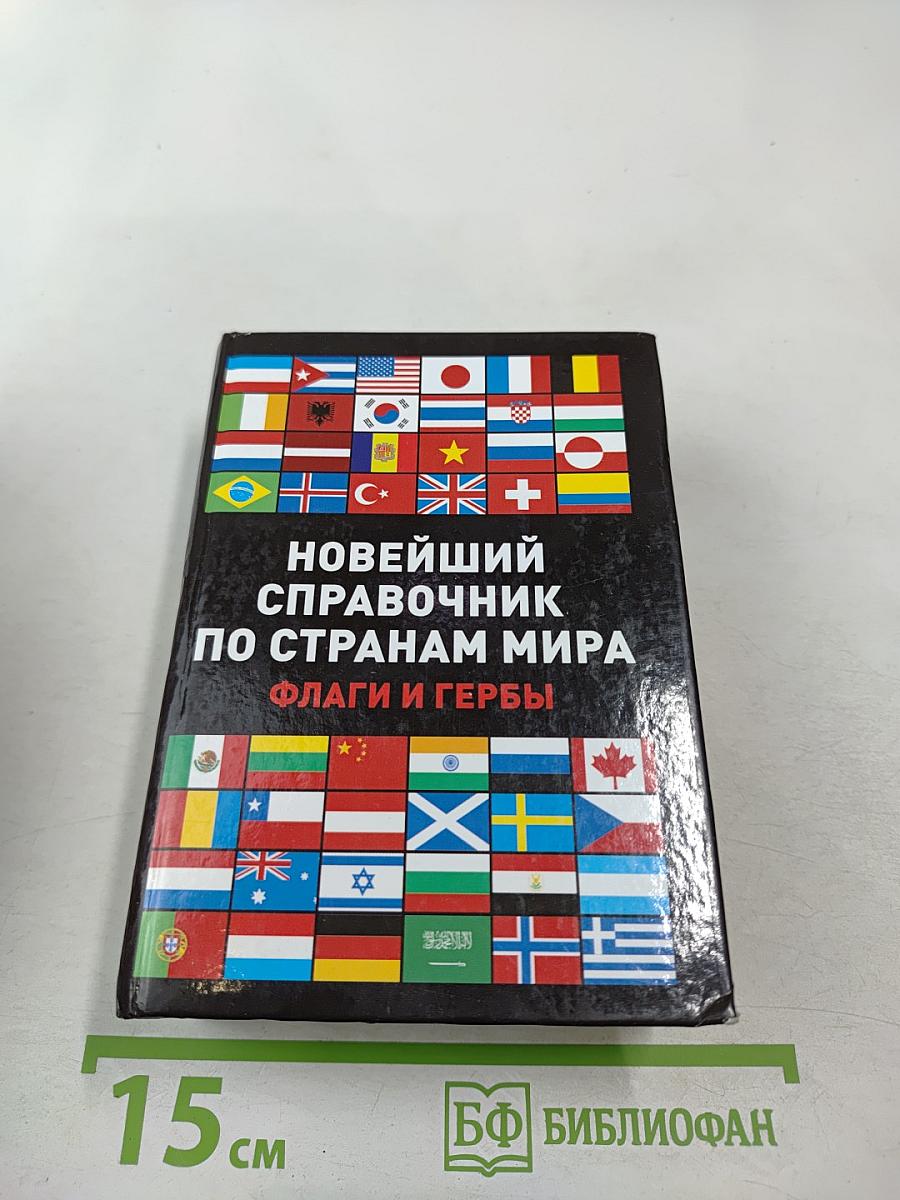 НОВЕЙШИЙ
СПРАВОЧНИК
ПО СТРАНАМ МИРА
ФЛАГИ И ГЕРБЫ
15 см
БФ БИБЛИОФАН